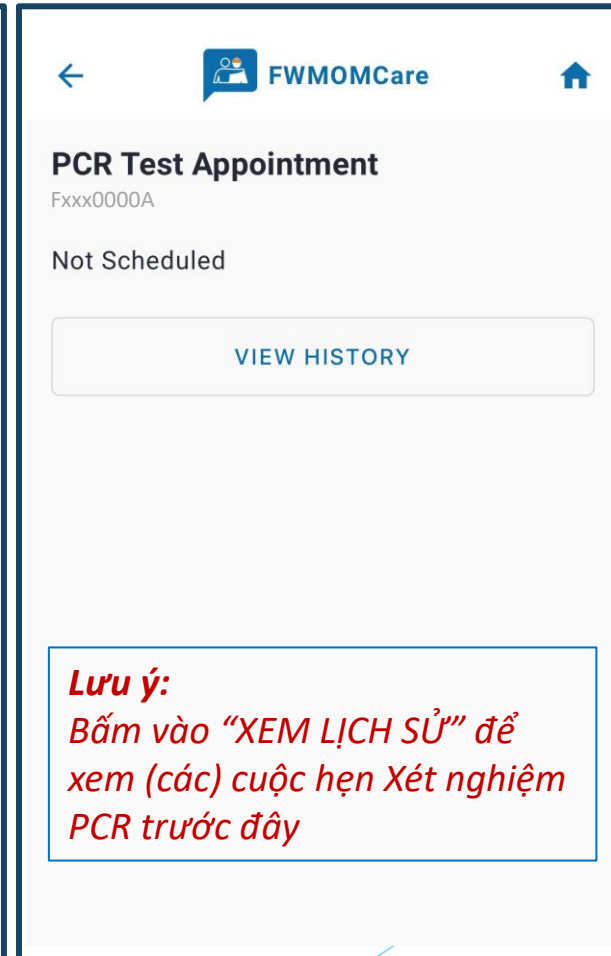 FWMOMCare
PCR Test Appointment
Fxxx0000A
Not Scheduled
VIEW HISTORY
Lưu ý:
Bấm vào “XEM LỊCH SỬ” để
xem (các) cuộc hẹn Xét nghiệm
PCR trước đây